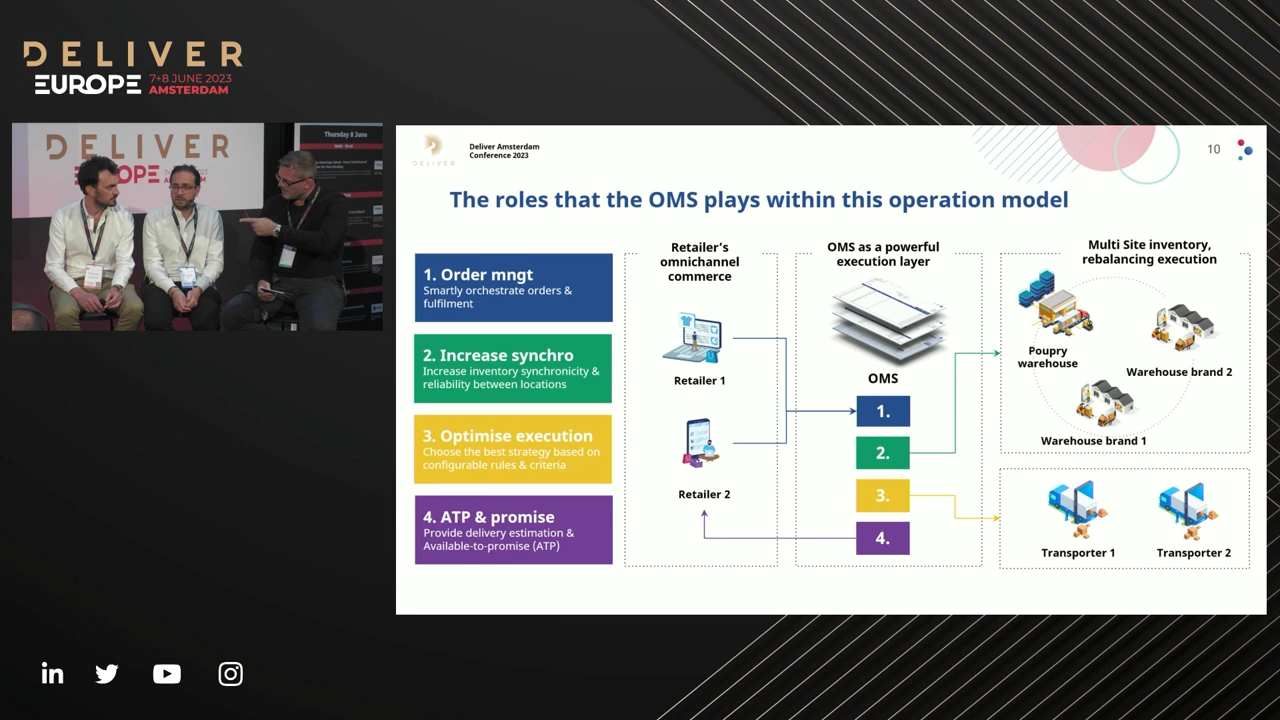 DELIVER
EUROPE 7+8 JUNE 2023
AMSTERDAM
DELIVER
EUROPE
Thursday 8 June
DELIVER
Deliver Amsterdam
Conference 2023
10
The roles that the OMS plays within this operation model
1. Order mngt
Smartly orchestrate orders &
fulfilment
2. Increase synchro
Increase inventory synchronicity &
reliability between locations
3. Optimise execution
Choose the best strategy based on
configurable rules & criteria
4. ATP & promise
Provide delivery estimation &
Available-to-promise (ATP)
Retailer's
omnichannel
commerce
Retailer 1
Retailer 2
OMS as a powerful
execution layer
OMS
1.
2.
3.
4.
Multi Site inventory,
rebalancing execution
Poupry
warehouse
Warehouse brand 2
Warehouse brand 1
Transporter 1
Transporter 2
in